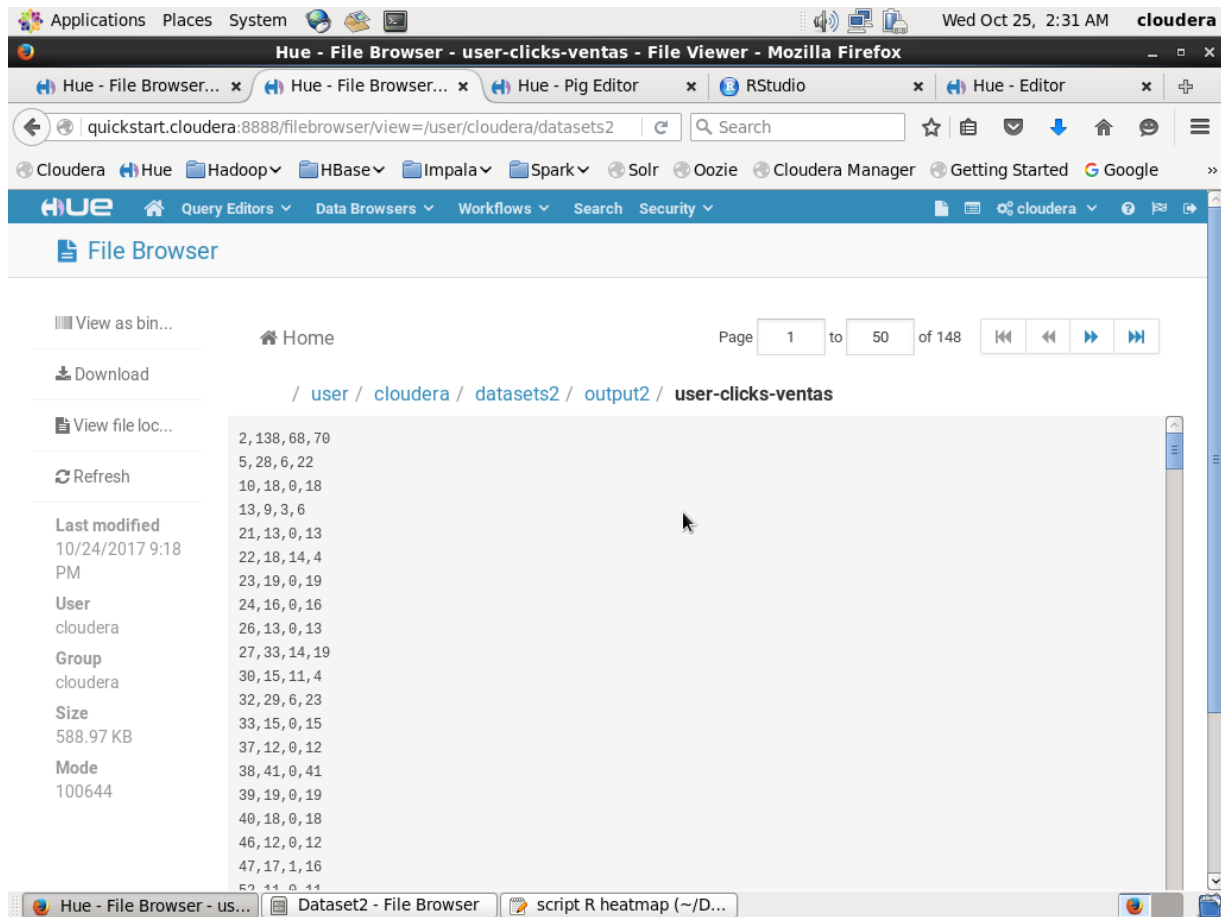 Applications Places System Wed Oct 25, 2:31 AM cloudera
Hue - File Browser - user-clicks-ventas - File Viewer - Mozilla Firefox
Hue - File Browser... Hue - File Browser... Hue - Pig Editor RStudio Hue - Editor
quickstart.cloudera:8888/filebrowser/view=/user/cloudera/datasets2 Search
Cloudera Hue Hadoop HBase Impala Spark Solr Oozie Cloudera Manager Getting Started Google »
HUE Query Editors Data Browsers Workflows Search Security cloudera
File Browser
View as bin...
Download
View file loc...
Refresh
Last modified
10/24/2017 9:18
PM
User
cloudera
Group
cloudera
Size
588.97 KB
Mode
100644
Home Page 1 to 50 of 148
/ user / cloudera / datasets2 / output2 / user-clicks-ventas
2,138,68,70
5,28,6,22
10,18,0,18
13,9,3,6
21,13,0,13
22,18,14,4
23,19,0,19
24,16,0,16
26,13,0,13
27,33,14,19
30,15,11,4
32,29,6,23
33,15,0,15
37,12,0,12
38,41,0,41
39,19,0,19
40,18,0,18
46,12,0,12
47,17,1,16
52,11,0,11
Hue - File Browser - us... Dataset2 - File Browser script R heatmap (~/D...